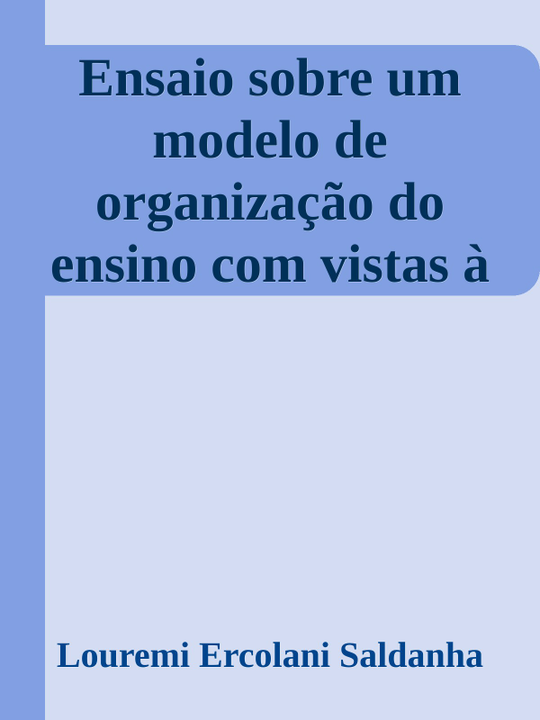 Ensaio sobre um
modelo de
organização do
ensino com vistas à
Louremi Ercolani Saldanha